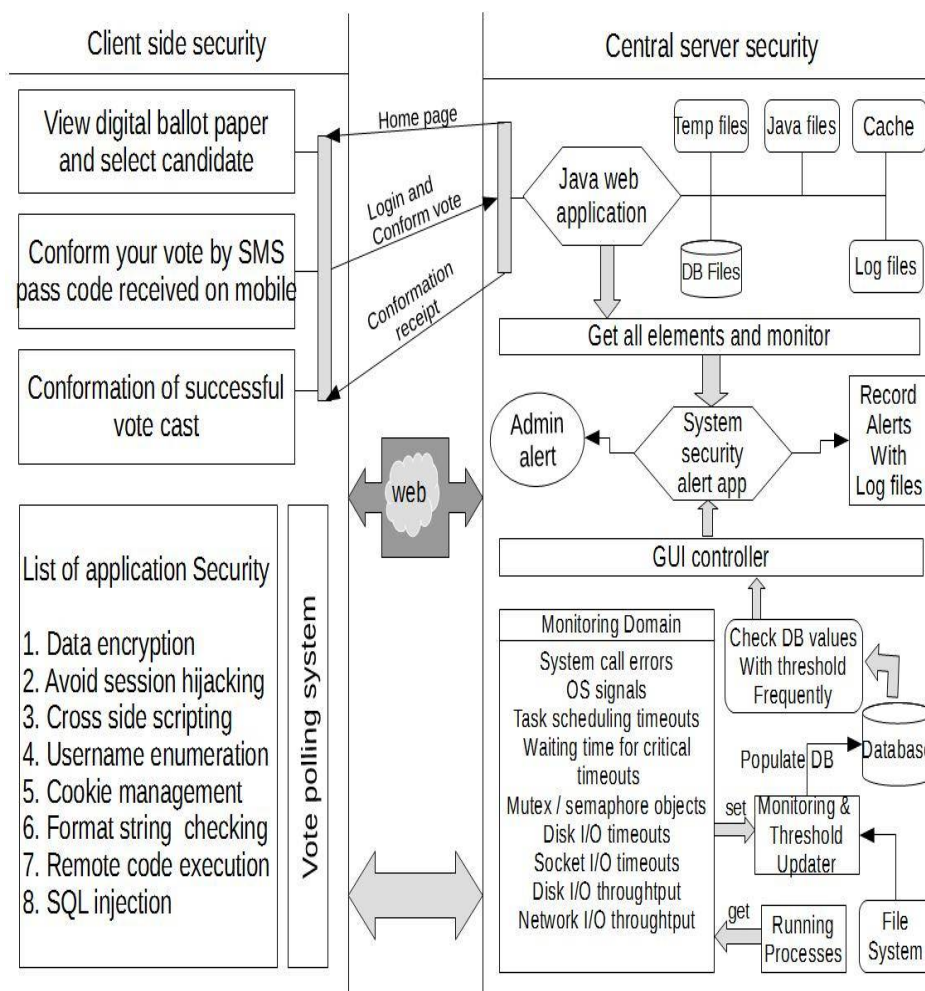 Client side security
View digital ballot paper
and select candidate
Conform your vote by SMS
pass code received on mobile
Conformation of successful
vote cast
List of application Security
1. Data encryption
2. Avoid session hijacking
3. Cross side scripting
4. Username enumeration
5. Cookie management
6. Format string checking
7. Remote code execution
8. SQL injection
Vote polling system
Home page
Login and
Conform vote
Conformation
receipt
web
Central server security
Temp files
Java files
Cache
Java web
application
DB Files
Log files
Get all elements and monitor
Admin
alert
System
security
alert app
Record
Alerts
With
Log files
GUI controller
Monitoring Domain
System call errors
OS signals
Task scheduling timeouts
Waiting time for critical
timeouts
Mutex / semaphore objects
Disk I/O timeouts
Socket I/O timeouts
Disk I/O throughtput
Network I/O throughtput
Check DB values
With threshold
Frequently
Database
Populate DB
set
Monitoring &
Threshold
Updater
get
Running
Processes
File
System